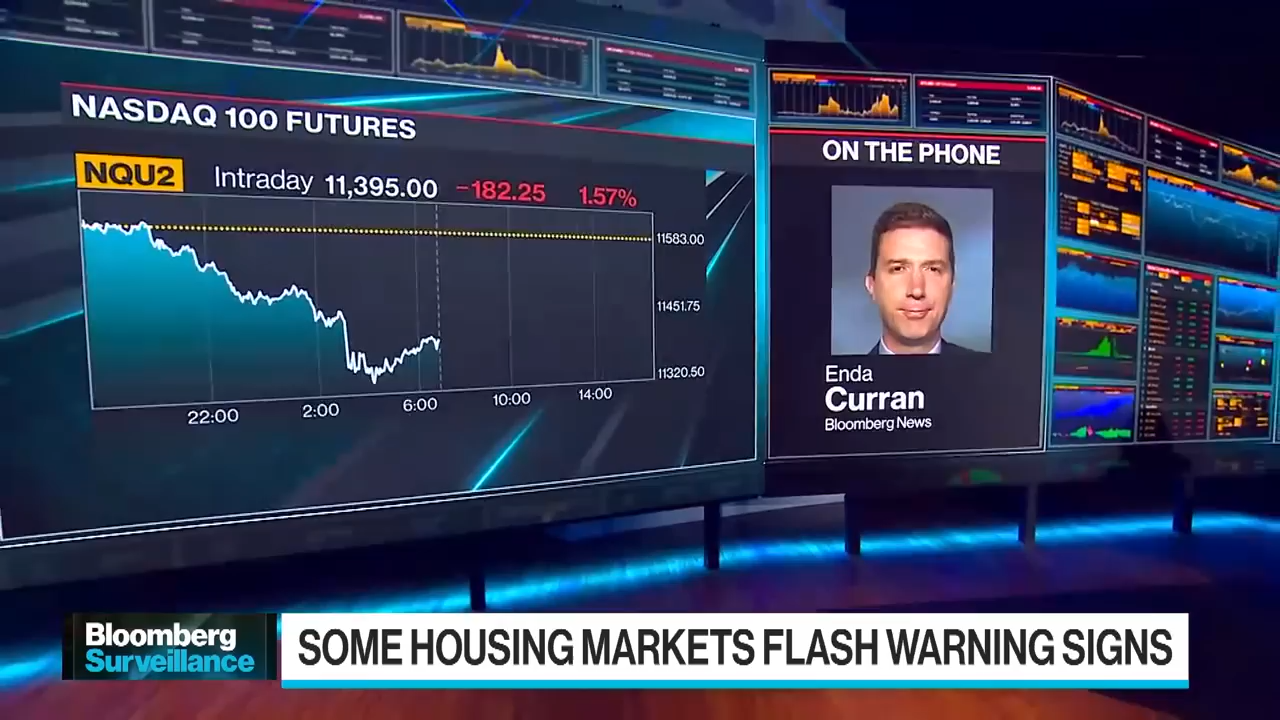 NASDAQ 100 FUTURES
NQU2 Intraday 11,395.00 −182.25 1.57%
11583.00
11451.75
11320.50
22:00 2:00 6:00 10:00 14:00
ON THE PHONE
Enda
Curran
Bloomberg News
Bloomberg
Surveillance
SOME HOUSING MARKETS FLASH WARNING SIGNS